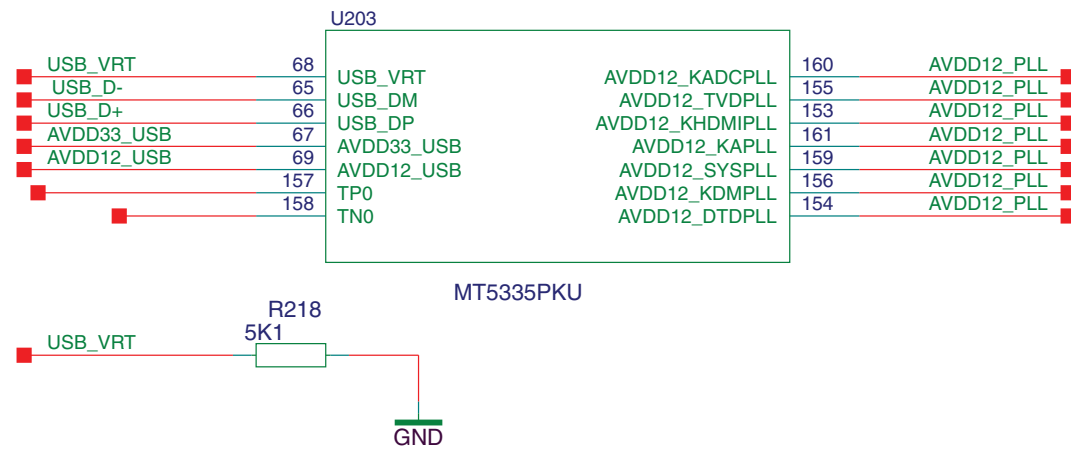 U203
USB_VRT 68 USB_VRT AVDD12_KADCPLL 160 AVDD12_PLL
USB_D- 65 USB_DM AVDD12_TVDPLL 155 AVDD12_PLL
USB_D+ 66 USB_DP AVDD12_KHDMIPLL 153 AVDD12_PLL
AVDD33_USB 67 AVDD33_USB AVDD12_KAPLL 161 AVDD12_PLL
AVDD12_USB 69 AVDD12_USB AVDD12_SYSPLL 159 AVDD12_PLL
157 TP0 AVDD12_KDMPLL 156 AVDD12_PLL
158 TN0 AVDD12_DTDPLL 154 AVDD12_PLL
MT5335PKU
R218
5K1
USB_VRT
GND